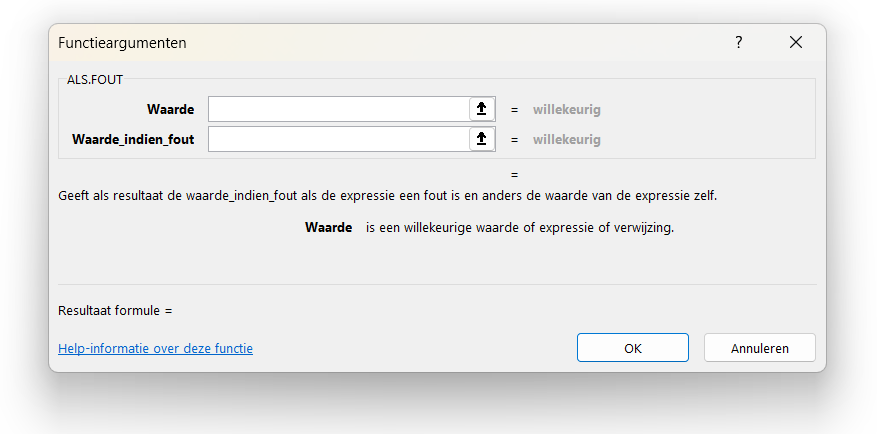 Functieargumenten ?
ALS.FOUT
Waarde = willekeurig
Waarde_indien_fout = willekeurig
=
Geeft als resultaat de waarde_indien_fout als de expressie een fout is en anders de waarde van de expressie zelf.
Waarde is een willekeurige waarde of expressie of verwijzing.
Resultaat formule =
Help-informatie over deze functie OK Annuleren